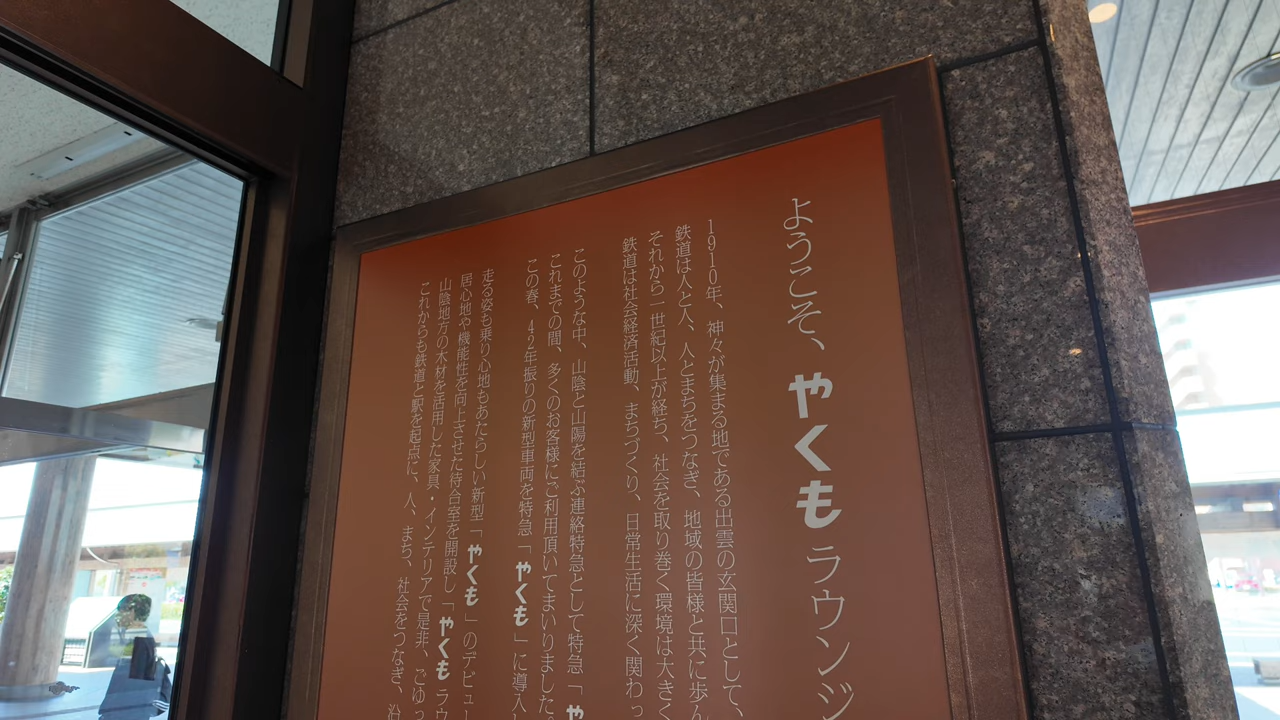 ようこそ、やくもラウンジ
1910年、神々が集まる地である出雲の玄関口として、
鉄道は人と人、人とまちをつなぎ、地域の皆様と共に歩ん
それから一世紀以上が経ち、社会を取り巻く環境は大きく
鉄道は社会経済活動、まちづくり、日常生活に深く関わっ
このような中、山陰と山陽を結ぶ連絡特急として特急「や
これまでの間、多くのお客様にご利用頂いてまいりました。
この春、42年振りの新型車両を特急「やくも」に導入し
走る姿も乗り心地もあたらしい新型「やくも」のデビュー
居心地や機能性を向上させた待合室を開設し「やくもラウ
山陰地方の木材を活用した家具・インテリアで是非、ごゆっ
これからも鉄道と駅を起点に、人、まち、社会をつなぎ、沿